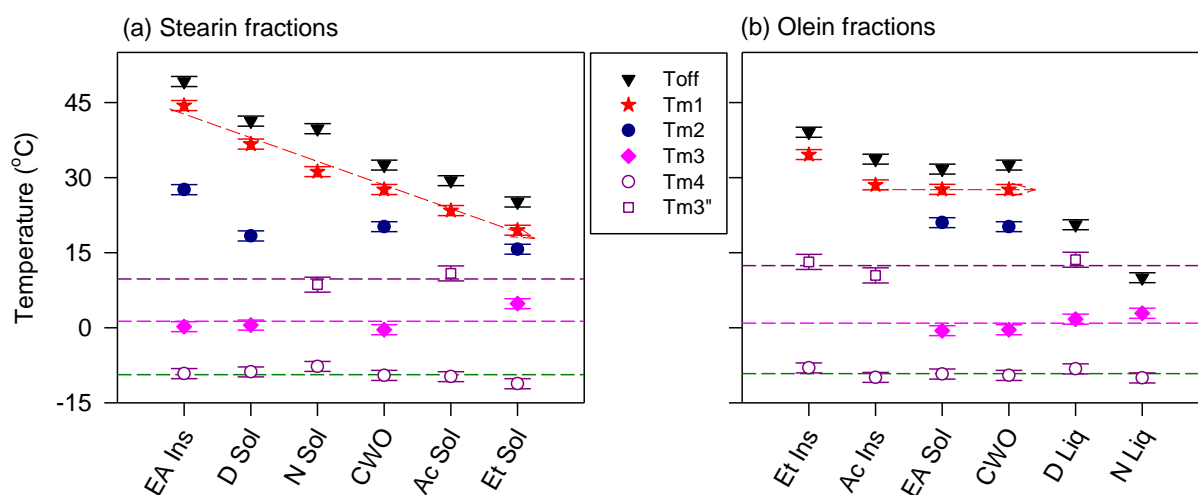 (a) Stearin fractions
(b) Olein fractions
Temperature (°C)
45
30
15
0
-15
Toff
Tm1
Tm2
Tm3
Tm4
Tm3"
EA Ins
D Sol
N Sol
CWO
Ac Sol
Et Sol
Et Ins
Ac Ins
EA Sol
CWO
D Liq
N Liq